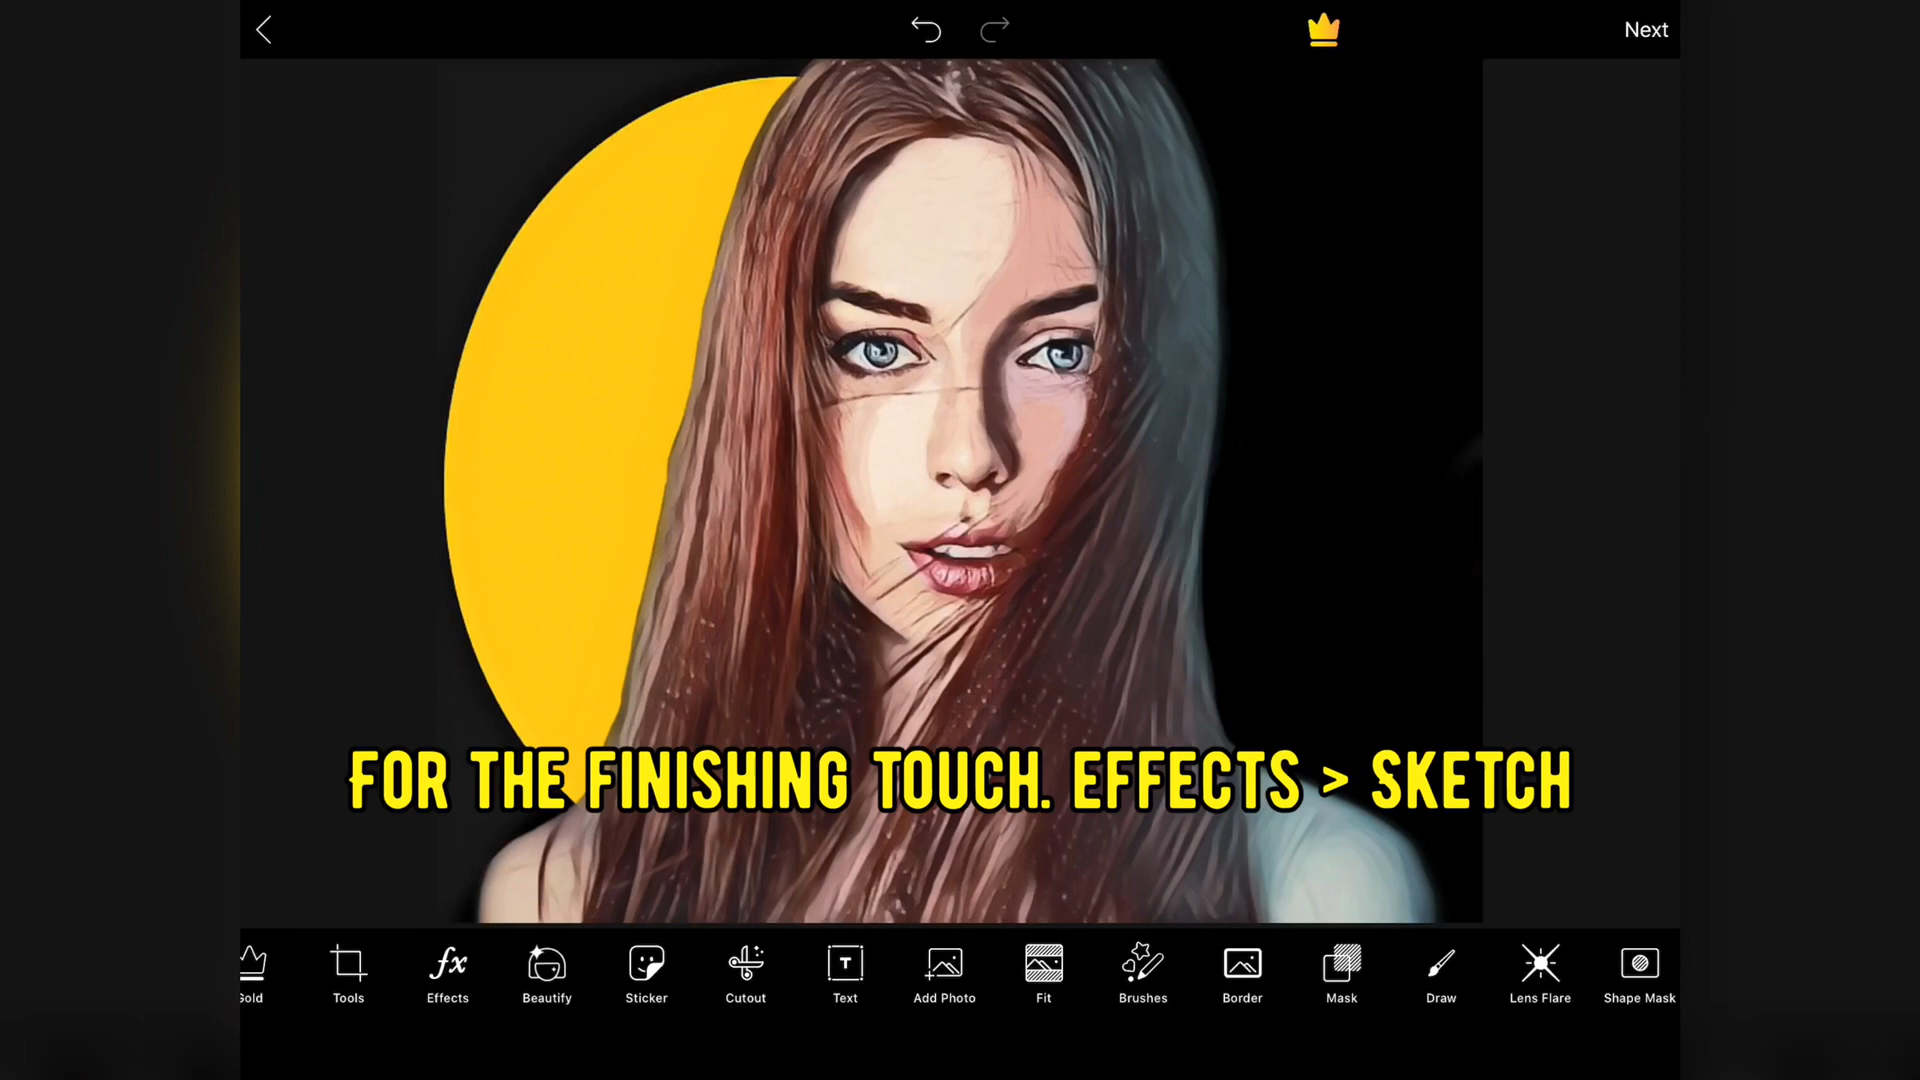 Next
FOR THE FINISHING TOUCH. EFFECTS > SKETCH
Gold Tools Effects Beautify Sticker Cutout Text Add Photo Fit Brushes Border Mask Draw Lens Flare Shape Mask